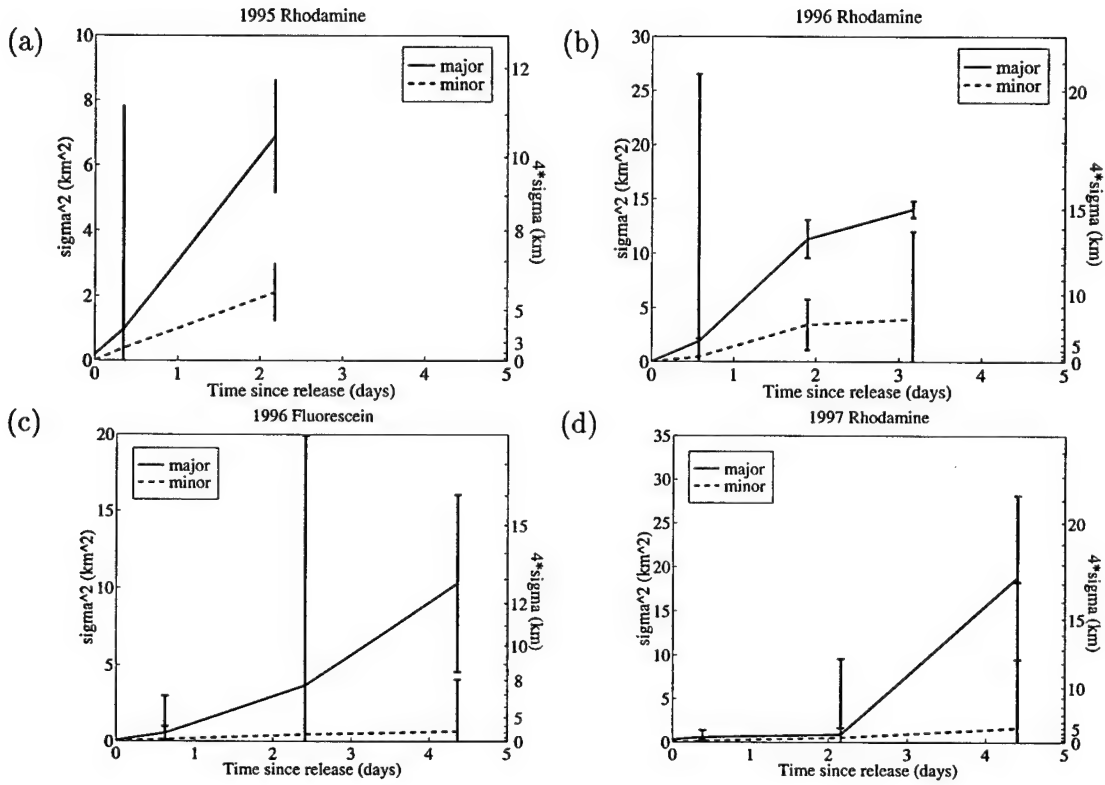 1995 Rhodamine
(a)
major
minor
sigma^2 (km^2)
10
8
6
4
2
0
12
10
8
5
3
0
4*sigma (km)
0 1 2 3 4 5
Time since release (days)
1996 Rhodamine
(b)
major
minor
sigma^2 (km^2)
30
25
20
15
10
5
0
20
15
10
5
0
4*sigma (km)
0 1 2 3 4 5
Time since release (days)
1996 Fluorescein
(c)
major
minor
sigma^2 (km^2)
20
15
10
5
0
15
12
10
8
5
0
4*sigma (km)
0 1 2 3 4 5
Time since release (days)
1997 Rhodamine
(d)
major
minor
sigma^2 (km^2)
35
30
25
20
15
10
5
0
20
15
10
5
0
4*sigma (km)
0 1 2 3 4 5
Time since release (days)